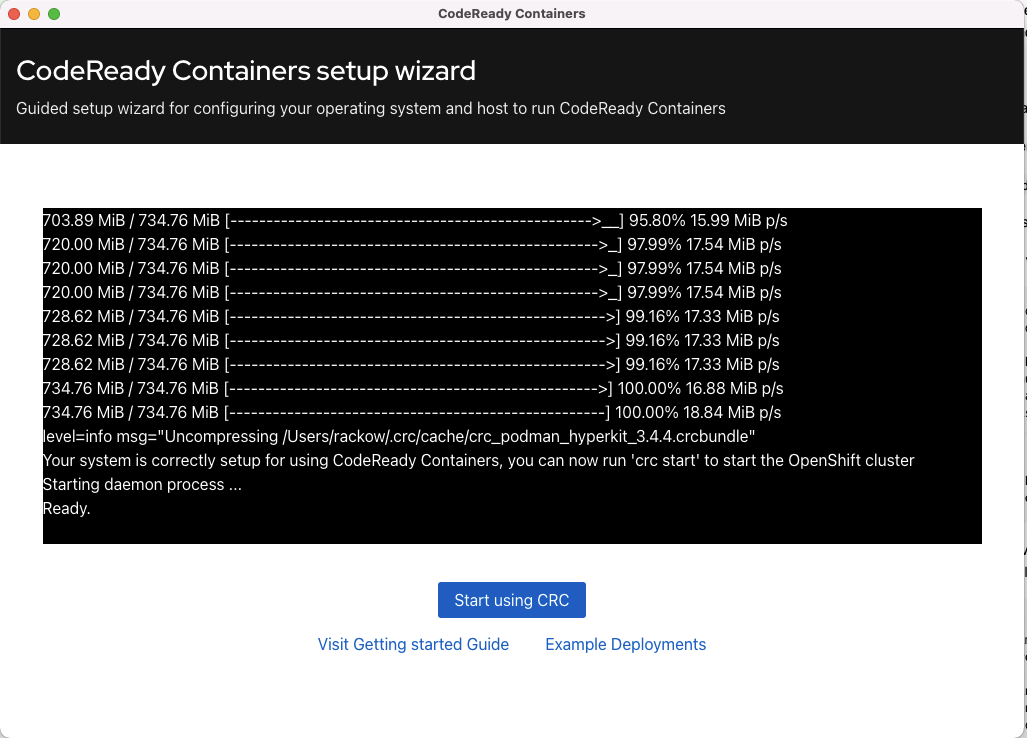 CodeReady Containers
CodeReady Containers setup wizard
Guided setup wizard for configuring your operating system and host to run CodeReady Containers
703.89 MiB / 734.76 MiB [-------------------------------------------------->__] 95.80% 15.99 MiB p/s
720.00 MiB / 734.76 MiB [--------------------------------------------------->_] 97.99% 17.54 MiB p/s
720.00 MiB / 734.76 MiB [--------------------------------------------------->_] 97.99% 17.54 MiB p/s
720.00 MiB / 734.76 MiB [--------------------------------------------------->_] 97.99% 17.54 MiB p/s
728.62 MiB / 734.76 MiB [---------------------------------------------------->] 99.16% 17.33 MiB p/s
728.62 MiB / 734.76 MiB [---------------------------------------------------->] 99.16% 17.33 MiB p/s
728.62 MiB / 734.76 MiB [---------------------------------------------------->] 99.16% 17.33 MiB p/s
734.76 MiB / 734.76 MiB [--------------------------------------------------->] 100.00% 16.88 MiB p/s
734.76 MiB / 734.76 MiB [----------------------------------------------------] 100.00% 18.84 MiB p/s
level=info msg="Uncompressing /Users/rackow/.crc/cache/crc_podman_hyperkit_3.4.4.crcbundle"
Your system is correctly setup for using CodeReady Containers, you can now run 'crc start' to start the OpenShift cluster
Starting daemon process ...
Ready.
Start using CRC
Visit Getting started Guide Example Deployments